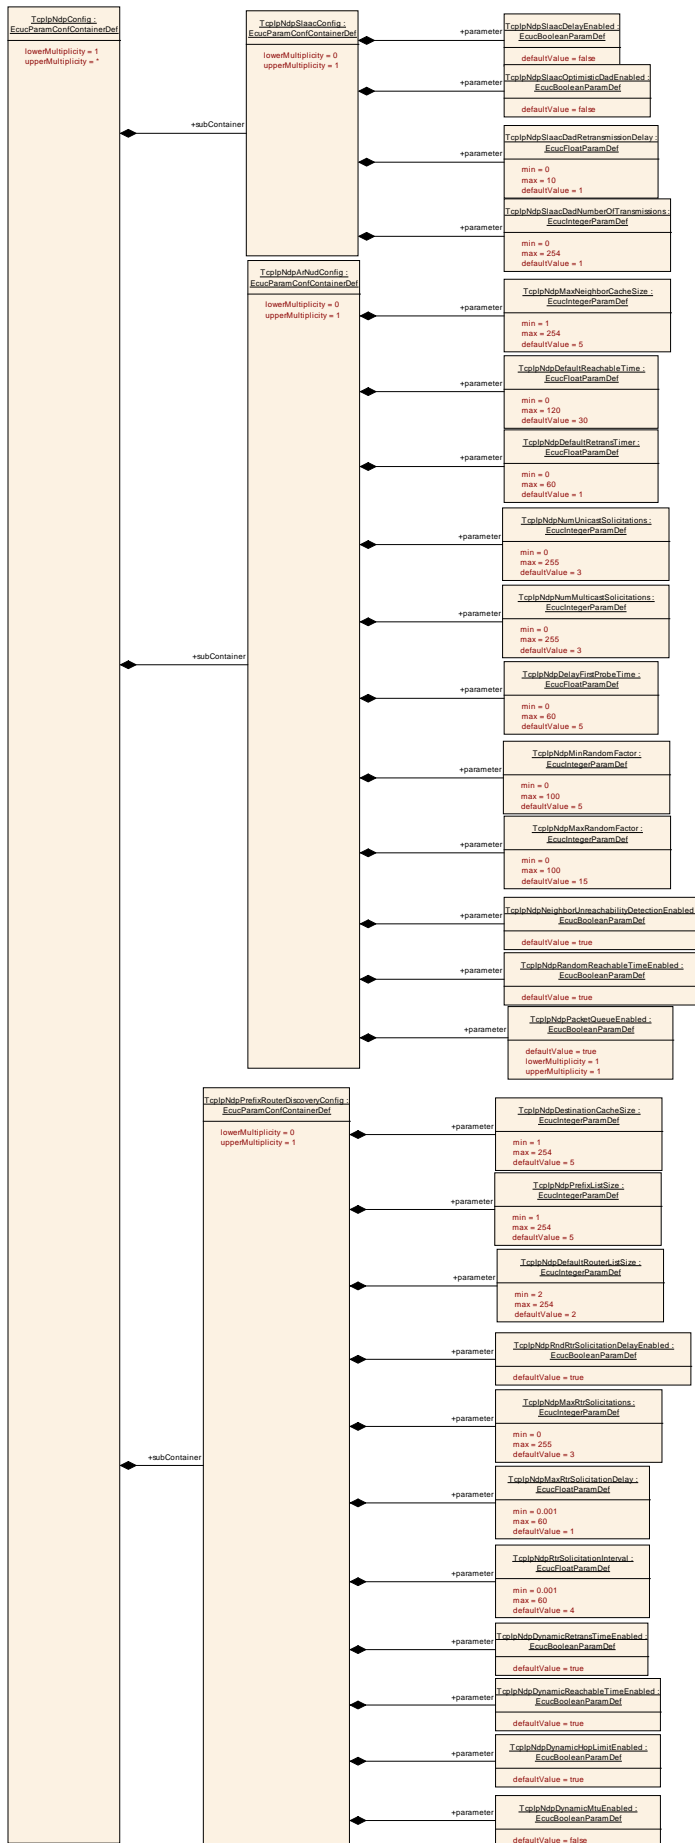 TcpIpNdpConfig :
EcucParamConfContainerDef
lowerMultiplicity = 1
upperMultiplicity = *
+subContainer
TcpIpNdpSlaacConfig :
EcucParamConfContainerDef
lowerMultiplicity = 0
upperMultiplicity = 1
+parameter
TcpIpNdpSlaacDelayEnabled :
EcucBooleanParamDef
defaultValue = false
+parameter
TcpIpNdpSlaacOptimisticDadEnabled :
EcucBooleanParamDef
defaultValue = false
+parameter
TcpIpNdpSlaacDadRetransmissionDelay :
EcucFloatParamDef
min = 0
max = 10
defaultValue = 1
+parameter
TcpIpNdpSlaacDadNumberOfTransmissions :
EcucIntegerParamDef
min = 0
max = 254
defaultValue = 1
+subContainer
TcpIpNdpArNudConfig :
EcucParamConfContainerDef
lowerMultiplicity = 0
upperMultiplicity = 1
+parameter
TcpIpNdpMaxNeighborCacheSize :
EcucIntegerParamDef
min = 1
max = 254
defaultValue = 5
+parameter
TcpIpNdpDefaultReachableTime :
EcucFloatParamDef
min = 0
max = 120
defaultValue = 30
+parameter
TcpIpNdpDefaultRetransTimer :
EcucFloatParamDef
min = 0
max = 60
defaultValue = 1
+parameter
TcpIpNdpNumUnicastSolicitations :
EcucIntegerParamDef
min = 0
max = 255
defaultValue = 3
+parameter
TcpIpNdpNumMulticastSolicitations :
EcucIntegerParamDef
min = 0
max = 255
defaultValue = 3
+parameter
TcpIpNdpDelayFirstProbeTime :
EcucFloatParamDef
min = 0
max = 60
defaultValue = 5
+parameter
TcpIpNdpMinRandomFactor :
EcucIntegerParamDef
min = 0
max = 100
defaultValue = 5
+parameter
TcpIpNdpMaxRandomFactor :
EcucIntegerParamDef
min = 0
max = 100
defaultValue = 15
+parameter
TcpIpNdpNeighborUnreachabilityDetectionEnabled
EcucBooleanParamDef
defaultValue = true
+parameter
TcpIpNdpRandomReachableTimeEnabled :
EcucBooleanParamDef
defaultValue = true
+parameter
TcpIpNdpPacketQueueEnabled :
EcucBooleanParamDef
defaultValue = true
lowerMultiplicity = 1
upperMultiplicity = 1
+subContainer
TcpIpNdpPrefixRouterDiscoveryConfig :
EcucParamConfContainerDef
lowerMultiplicity = 0
upperMultiplicity = 1
+parameter
TcpIpNdpDestinationCacheSize :
EcucIntegerParamDef
min = 1
max = 254
defaultValue = 5
+parameter
TcpIpNdpPrefixListSize :
EcucIntegerParamDef
min = 1
max = 254
defaultValue = 5
+parameter
TcpIpNdpDefaultRouterListSize :
EcucIntegerParamDef
min = 2
max = 254
defaultValue = 2
+parameter
TcpIpNdpRndRtrSolicitationDelayEnabled :
EcucBooleanParamDef
defaultValue = true
+parameter
TcpIpNdpMaxRtrSolicitations :
EcucIntegerParamDef
min = 0
max = 255
defaultValue = 3
+parameter
TcpIpNdpMaxRtrSolicitationDelay :
EcucFloatParamDef
min = 0.001
max = 60
defaultValue = 1
+parameter
TcpIpNdpRtrSolicitationInterval :
EcucFloatParamDef
min = 0.001
max = 60
defaultValue = 4
+parameter
TcpIpNdpDynamicRetransTimeEnabled :
EcucBooleanParamDef
defaultValue = true
+parameter
TcpIpNdpDynamicReachableTimeEnabled :
EcucBooleanParamDef
defaultValue = true
+parameter
TcpIpNdpDynamicHopLimitEnabled :
EcucBooleanParamDef
defaultValue = true
+parameter
TcpIpNdpDynamicMtuEnabled :
EcucBooleanParamDef
defaultValue = false